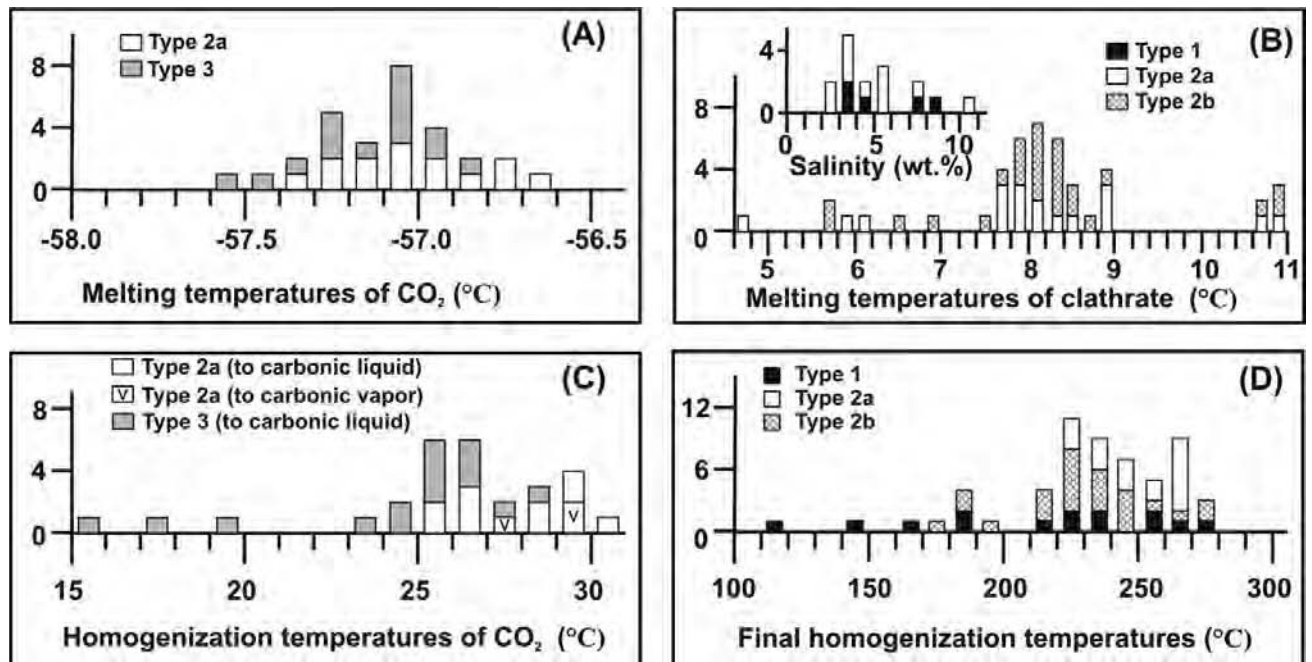 (A)
Type 2a
Type 3
8
4
0
-58.0 -57.5 -57.0 -56.5
Melting temperatures of CO₂ (°C)
(B)
4
0
0 5 10
Salinity (wt.%)
Type 1
Type 2a
Type 2b
8
4
0
5 6 7 8 9 10 11
Melting temperatures of clathrate (°C)
(C)
Type 2a (to carbonic liquid)
V Type 2a (to carbonic vapor)
Type 3 (to carbonic liquid)
8
4
0
V V
15 20 25 30
Homogenization temperatures of CO₂ (°C)
(D)
Type 1
Type 2a
Type 2b
12
6
0
100 150 200 250 300
Final homogenization temperatures (°C)